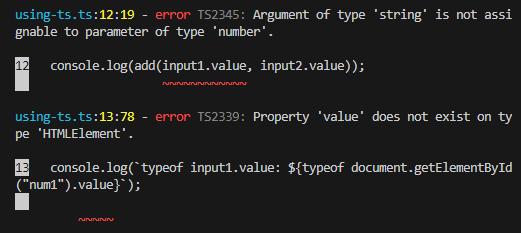 using-ts.ts:12:19 - error TS2345: Argument of type 'string' is not assi
gnable to parameter of type 'number'.
12   console.log(add(input1.value, input2.value));
~~~~~~~~~~~~
using-ts.ts:13:78 - error TS2339: Property 'value' does not exist on ty
pe 'HTMLElement'.
13   console.log(`typeof input1.value: ${typeof document.getElementById
("num1").value}`);
~~~~~